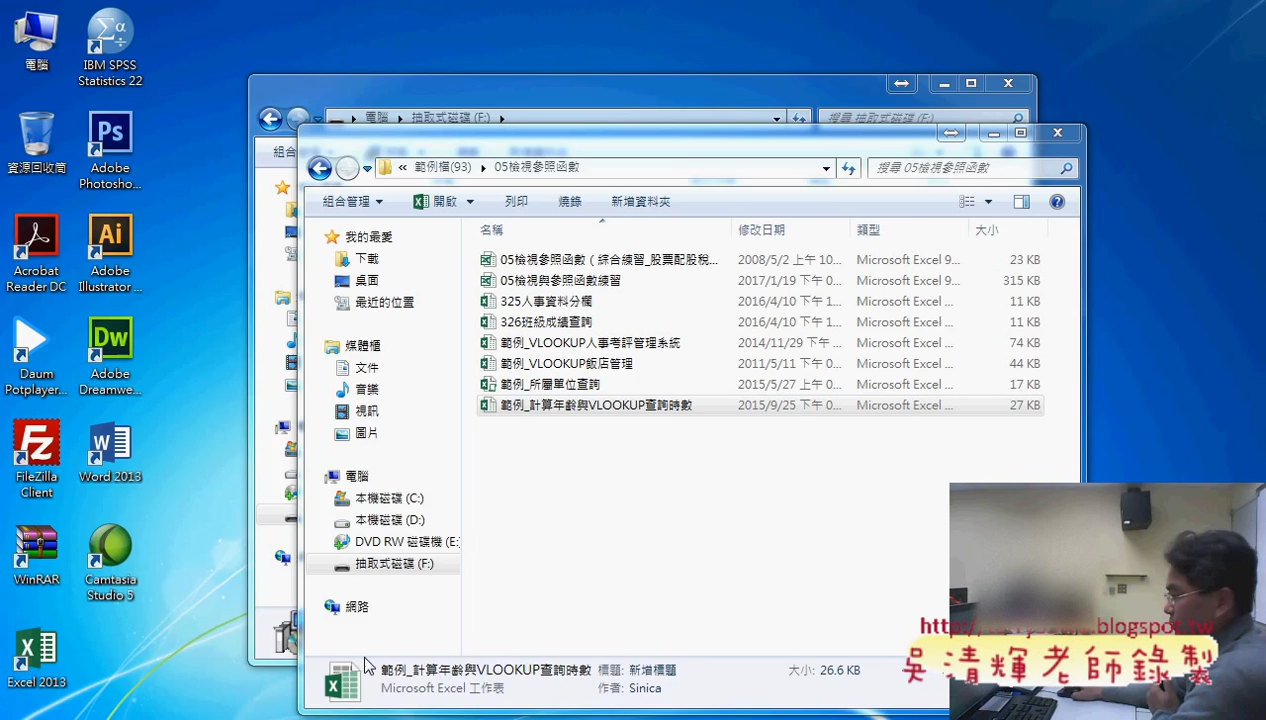 電腦
IBM SPSS
Statistics 22
資源回收筒
Adobe
Photosho...
Acrobat
Reader DC
Adobe
Illustrator ...
Daum
Potplayer...
Adobe
Dreamwe...
FileZilla
Client
Word 2013
WinRAR
Camtasia
Studio 5
Excel 2013
電腦 抽取式磁碟 (F:)
搜尋 抽取式磁碟 (F:)
組合
« 範例檔(93) 05檢視參照函數
搜尋 05檢視參照函數
組合管理 開啟 列印 燒錄 新增資料夾
我的最愛
下載
桌面
最近的位置
媒體櫃
文件
音樂
視訊
圖片
電腦
本機磁碟 (C:)
本機磁碟 (D:)
DVD RW 磁碟機 (E:
抽取式磁碟 (F:)
網路
名稱 修改日期 類型 大小
05檢視參照函數（綜合練習_股票配股稅... 2008/5/2 上午 10... Microsoft Excel 9... 23 KB
05檢視與參照函數練習 2017/1/19 下午 0... Microsoft Excel 9... 315 KB
325人事資料分欄 2016/4/10 下午 1... Microsoft Excel ... 11 KB
326班級成績查詢 2016/4/10 下午 1... Microsoft Excel ... 11 KB
範例_VLOOKUP人事考評管理系統 2014/11/29 下午 ... Microsoft Excel ... 74 KB
範例_VLOOKUP飯店管理 2011/5/11 下午 0... Microsoft Excel ... 44 KB
範例_所屬單位查詢 2015/5/27 上午 0... Microsoft Excel ... 17 KB
範例_計算年齡與VLOOKUP查詢時數 2015/9/25 下午 0... Microsoft Excel ... 27 KB
範例_計算年齡與VLOOKUP查詢時數 標題: 新增標題 大小: 26.6 KB
Microsoft Excel 工作表 作者: Sinica
.blogspot.tw
吳清輝老師錄製